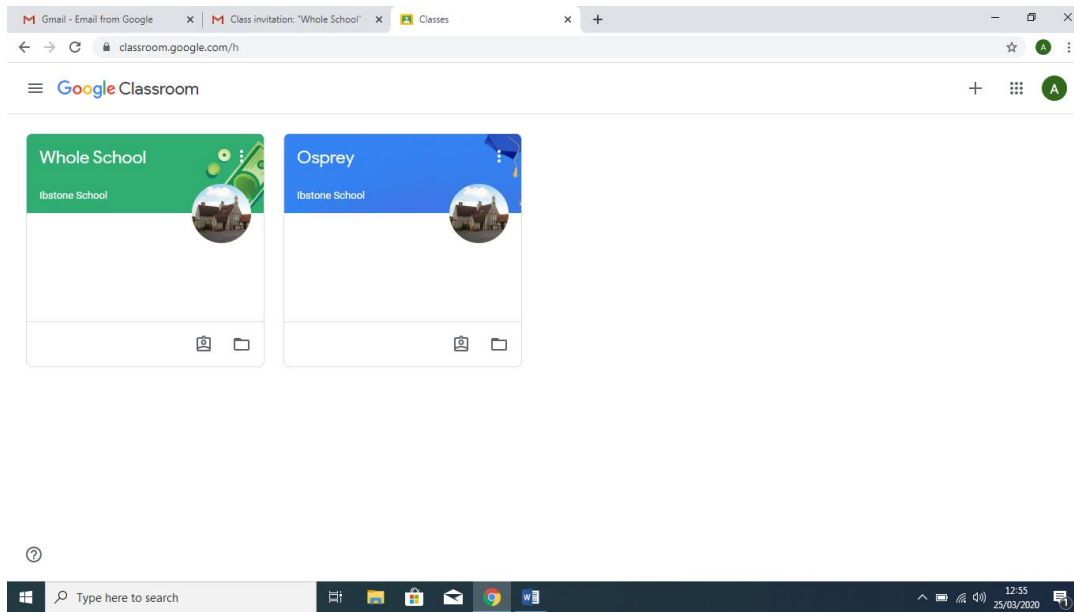 Gmail - Email from Google
Class invitation: "Whole School"
Classes
classroom.google.com/h
A
Google Classroom
A
Whole School
Ibstone School
Osprey
Ibstone School
Type here to search
12:55
25/03/2020
1